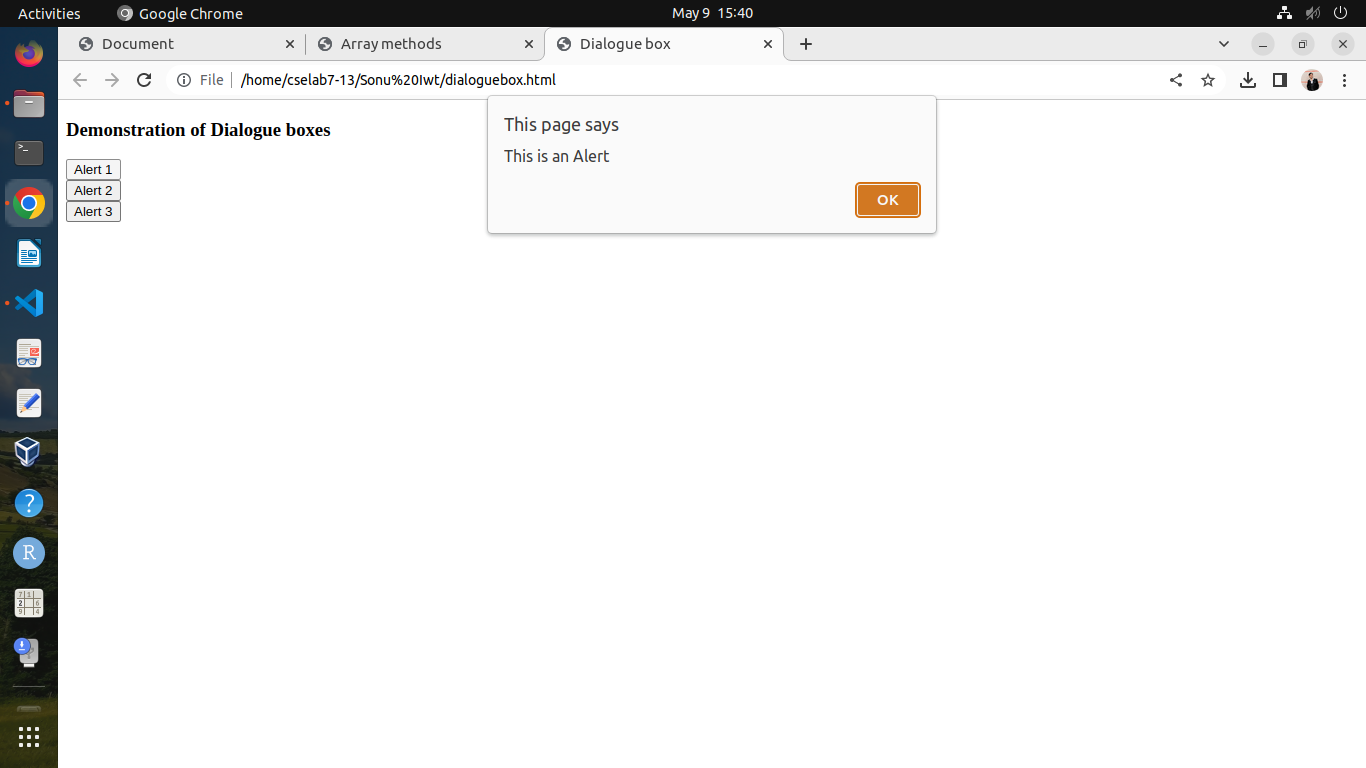 Activities
Google Chrome
May 9 15:40
Document
Array methods
Dialogue box
File
/home/cselab7-13/Sonu%20Iwt/dialoguebox.html
This page says
This is an Alert
OK
Demonstration of Dialogue boxes
Alert 1
Alert 2
Alert 3